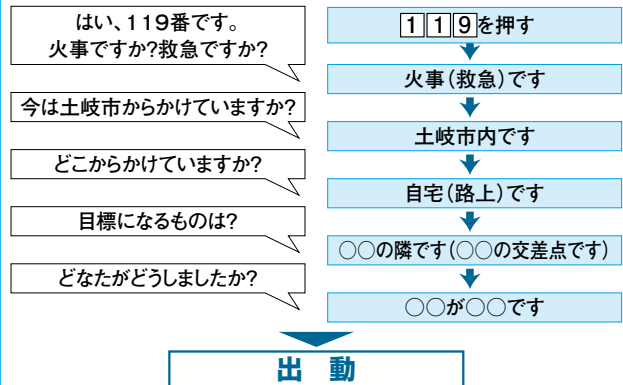 はい、119番です。
火事ですか?救急ですか?
119を押す
火事(救急)です
今は土岐市からかけていますか?
土岐市内です
どこからかけていますか?
自宅(路上)です
目標になるものは?
○○の隣です(○○の交差点です)
どなたがどうしましたか?
○○が○○です
出 動